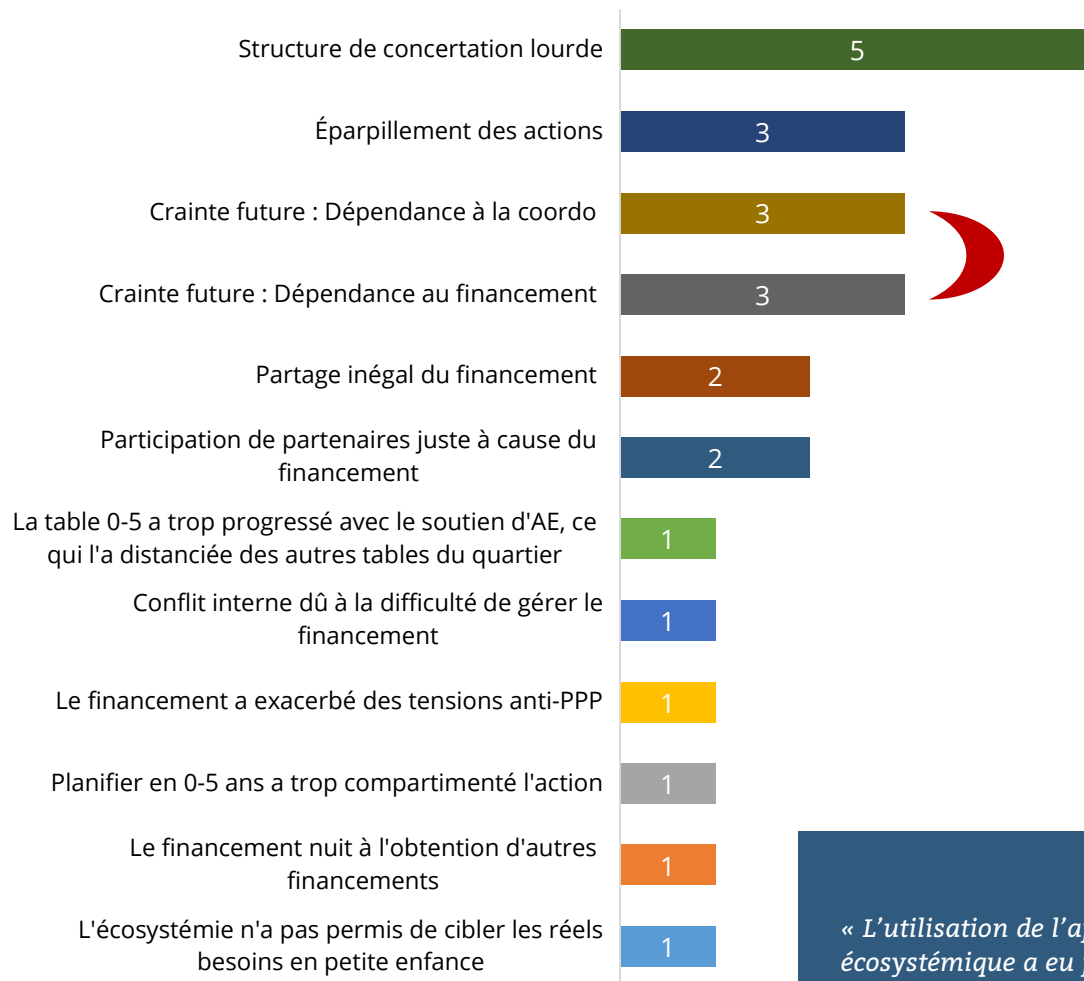 Structure de concertation lourde
5
Éparpillement des actions
3
Crainte future : Dépendance à la coordo
3
Crainte future : Dépendance au financement
3
Partage inégal du financement
2
Participation de partenaires juste à cause du
financement
2
La table 0-5 a trop progressé avec le soutien d'AE, ce
qui l'a distanciée des autres tables du quartier
1
Conflit interne dû à la difficulté de gérer le
financement
1
Le financement a exacerbé des tensions anti-PPP
1
Planifier en 0-5 ans a trop compartimenté l'action
1
Le financement nuit à l'obtention d'autres
financements
1
L'écosystémie n'a pas permis de cibler les réels
besoins en petite enfance
1
« L’utilisation de l’
écosystémique a eu